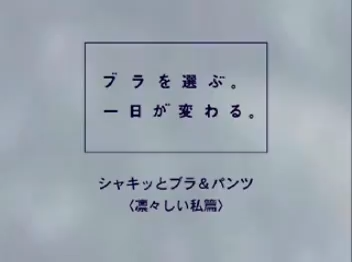 ブラを選ぶ。
一日が変わる。
シャキッとブラ＆パンツ
〈凛々しい私篇〉